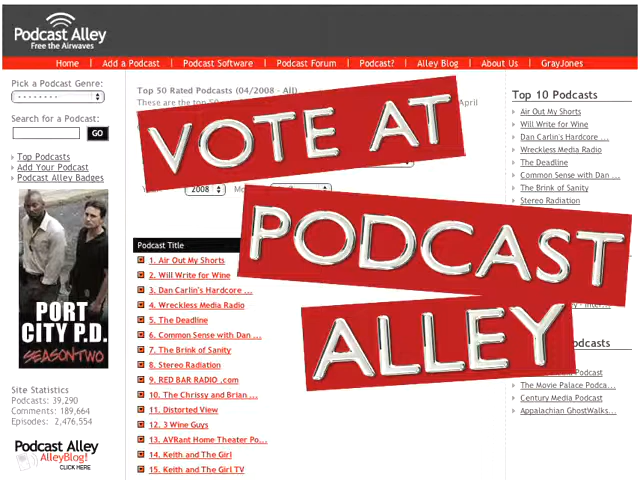 Podcast Alley
Free the Airwaves
Home | Add a Podcast | Podcast Software | Podcast Forum | Podcast? | Alley Blog | About Us | GrayJones
Pick a Podcast Genre:
--------
Search for a Podcast:
GO
Top Podcasts
Add Your Podcast
Podcast Alley Badges
PORT
CITY P.D.
SEASON TWO
Site Statistics
Podcasts: 39,290
Comments: 189,664
Episodes: 2,476,554
Podcast Alley
AlleyBlog!
CLICK HERE
Top 50 Rated Podcasts (04/2008 - All)
These are the top 50
April
VOTE AT
PODCAST
ALLEY
2008
Podcast Title
1. Air Out My Shorts
2. Will Write for Wine
3. Dan Carlin's Hardcore ...
4. Wreckless Media Radio
5. The Deadline
6. Common Sense with Dan ...
7. The Brink of Sanity
8. Stereo Radiation
9. RED BAR RADIO .com
10. The Chrissy and Brian ...
11. Distorted View
12. 3 Wine Guys
13. AVRant Home Theater Po...
14. Keith and The Girl
15. Keith and The Girl TV
Top 10 Podcasts
Air Out My Shorts
Will Write for Wine
Dan Carlin's Hardcore ...
Wreckless Media Radio
The Deadline
Common Sense with Dan ...
The Brink of Sanity
Stereo Radiation
Podcasts
Podcast
The Movie Palace Podca...
Century Media Podcast
Appalachian GhostWalks...